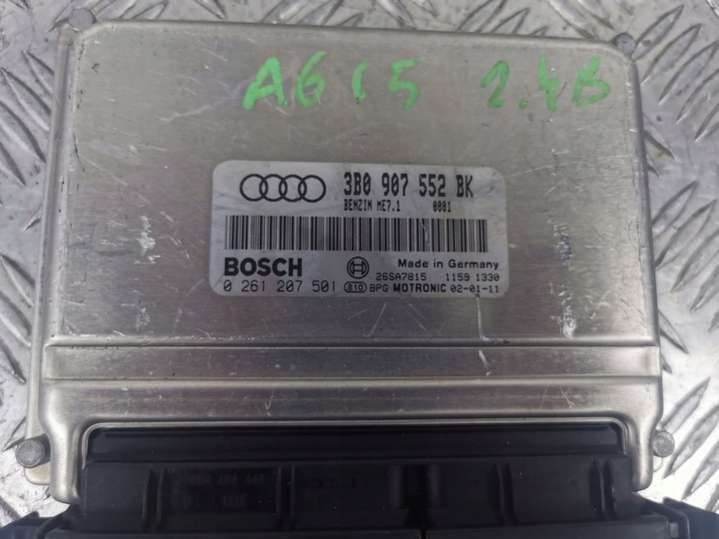 A6 C5 2.4B
3B0 907 552 BK
BENZIN ME7.1 0001
BOSCH Made in Germany
26SA7815 1159 1330
0 261 207 501 810 BPG MOTRONIC 02-01-11